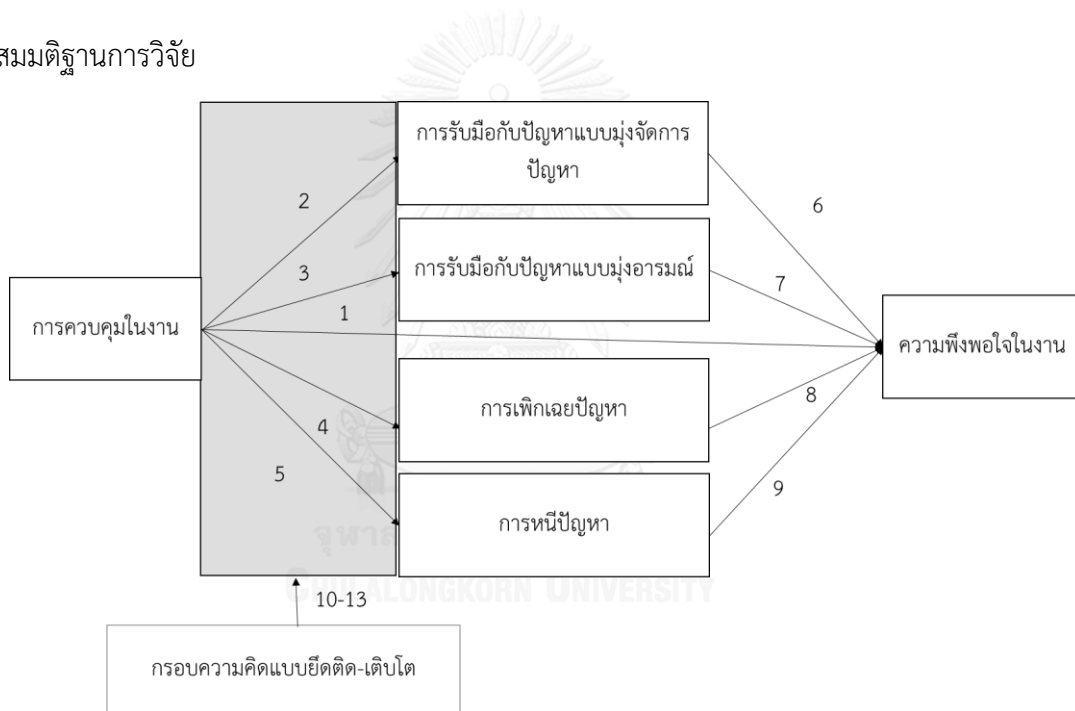 สมมติฐานการวิจัย
การรับมือกับปัญหาแบบมุ่งจัดการ
ปัญหา
2
6
การรับมือกับปัญหาแบบมุ่งอารมณ์
3
7
1
การควบคุมในงาน
ความพึงพอใจในงาน
การเพิกเฉยปัญหา
8
4
5
9
การหนีปัญหา
CHULALONGKORN UNIVERSITY
10-13
กรอบความคิดแบบยึดติด-เติบโต